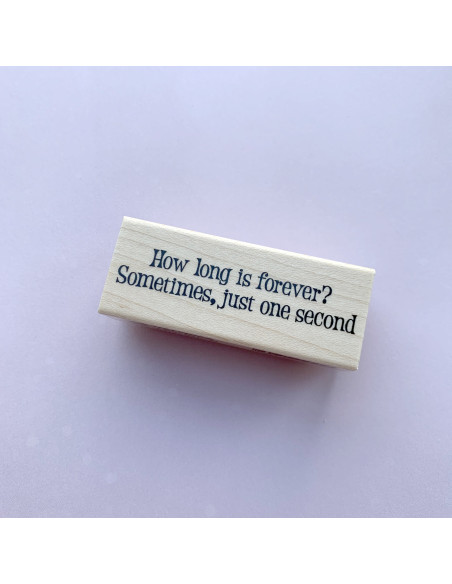 How long is forever?
Sometimes, just one second